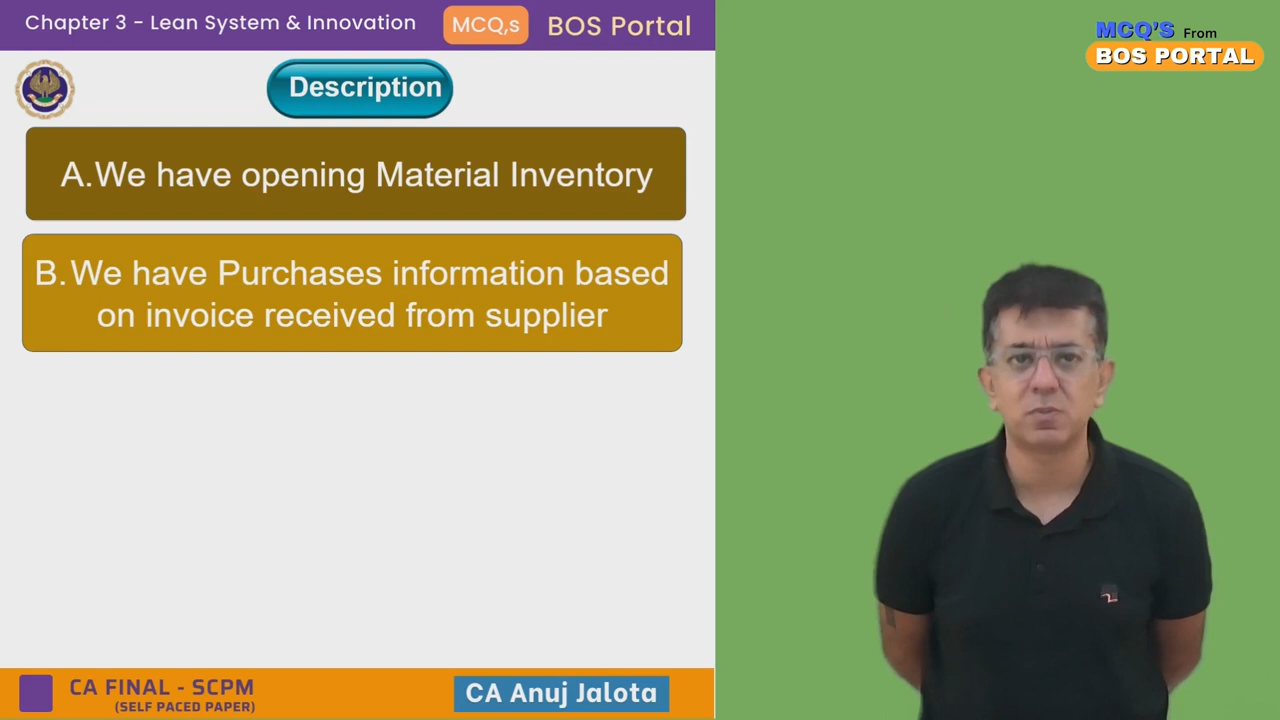 Chapter 3 - Lean System & Innovation MCQ,s BOS Portal
MCQ'S From
BOS PORTAL
Description
A.We have opening Material Inventory
B.We have Purchases information based
on invoice received from supplier
CA FINAL - SCPM
(SELF PACED PAPER)
CA Anuj Jalota